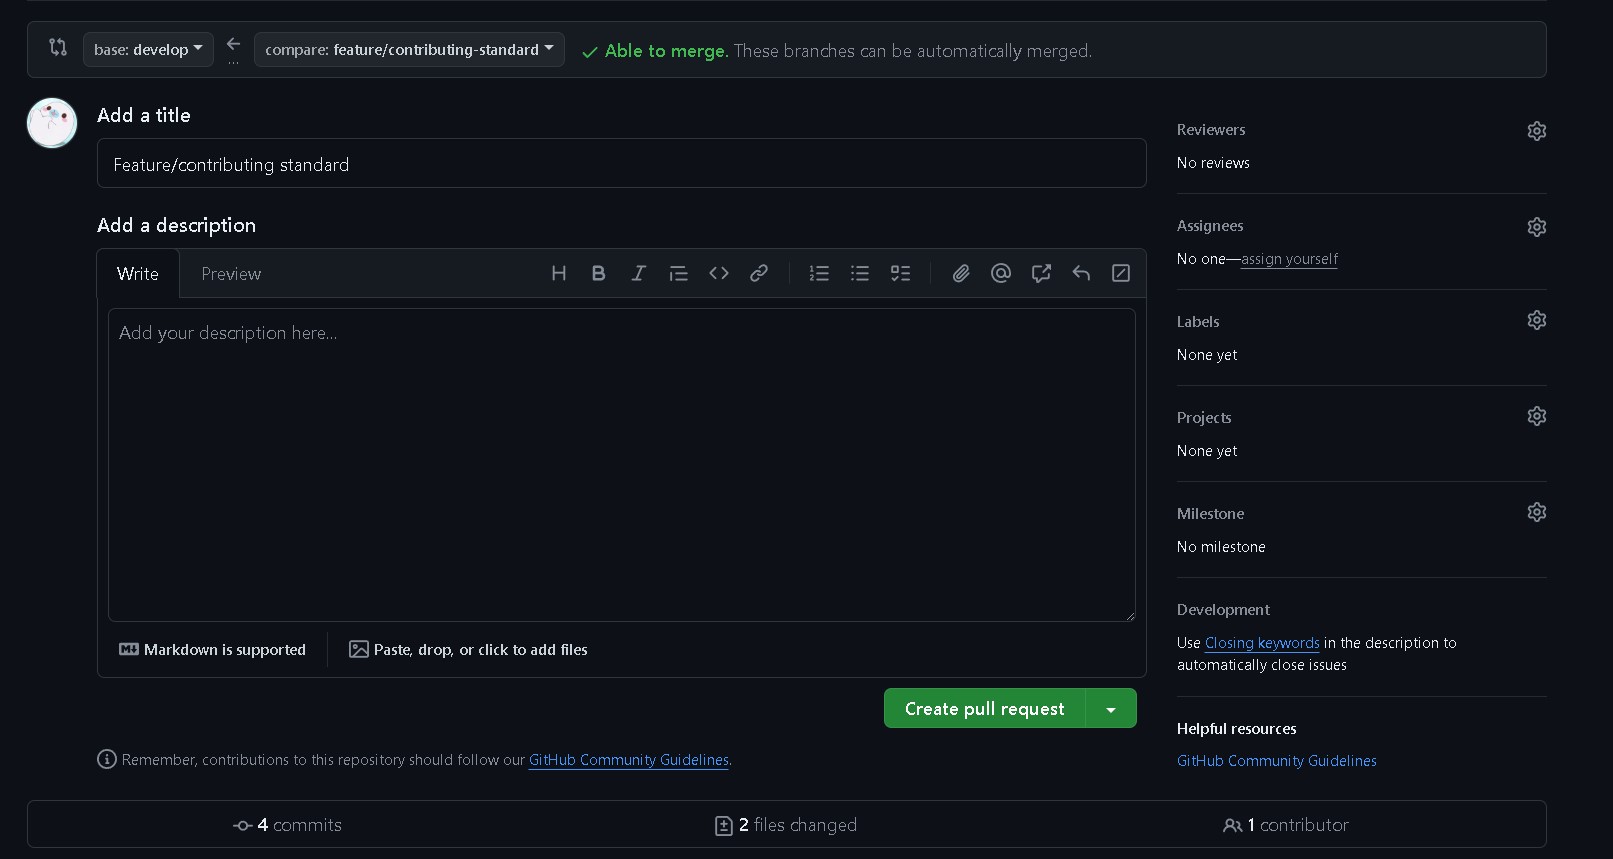 base: develop
compare: feature/contributing-standard
Able to merge. These branches can be automatically merged.
Add a title
Feature/contributing standard
Add a description
Write Preview
Add your description here...
Markdown is supported
Paste, drop, or click to add files
Create pull request
Remember, contributions to this repository should follow our GitHub Community Guidelines.
Reviewers
No reviews
Assignees
No one—assign yourself
Labels
None yet
Projects
None yet
Milestone
No milestone
Development
Use Closing keywords in the description to
automatically close issues
Helpful resources
GitHub Community Guidelines
4 commits
2 files changed
1 contributor